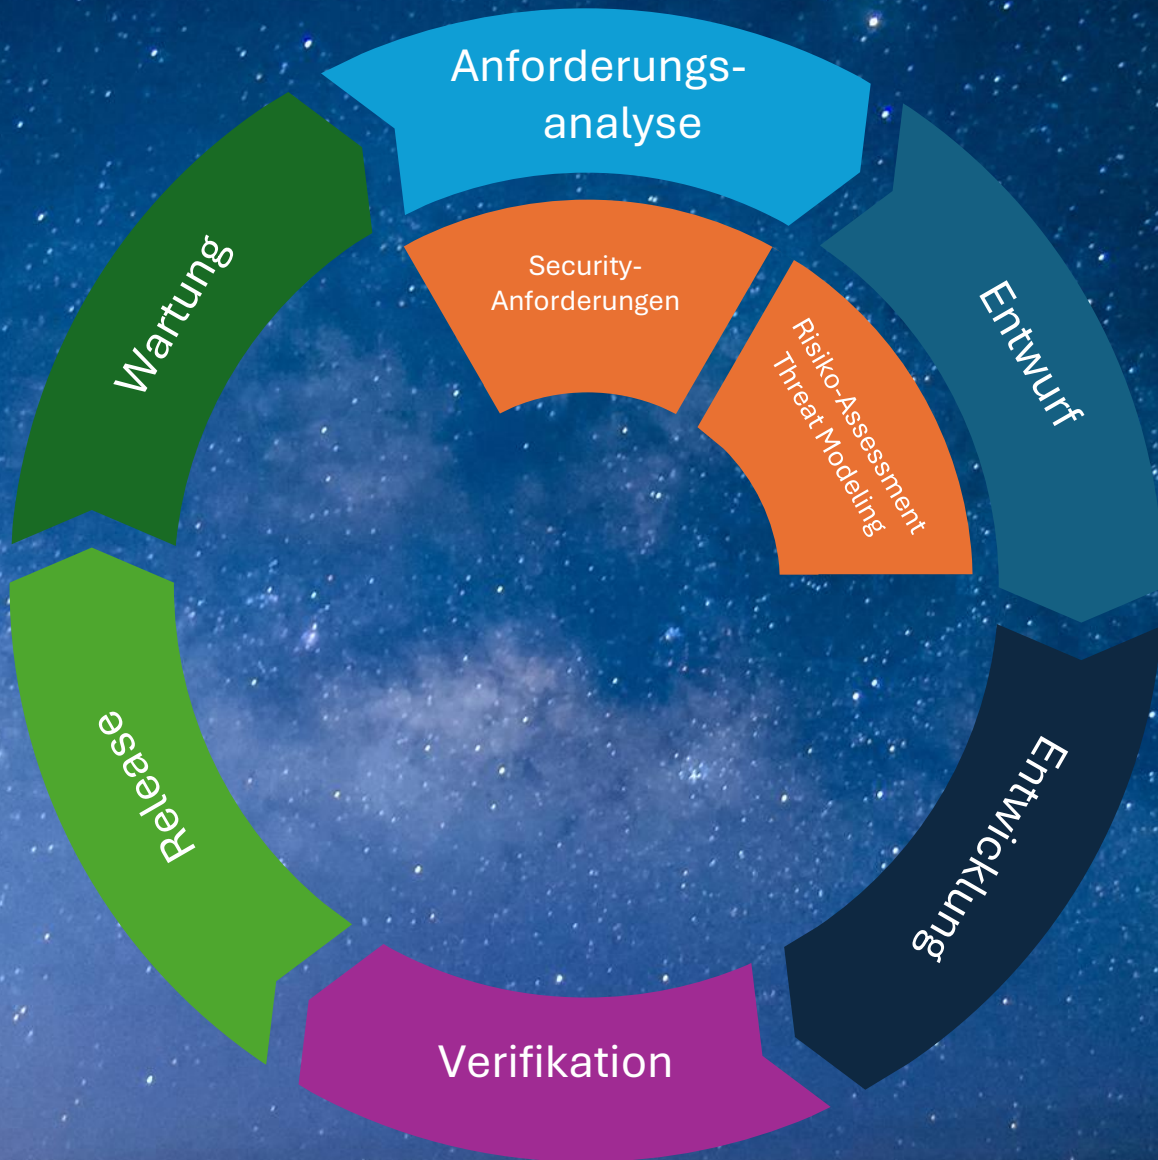 Anforderungs-
analyse
Security-
Anforderungen
Risiko-Assessment
Threat Modeling
Entwurf
Entwicklung
Verifikation
Release
Wartung